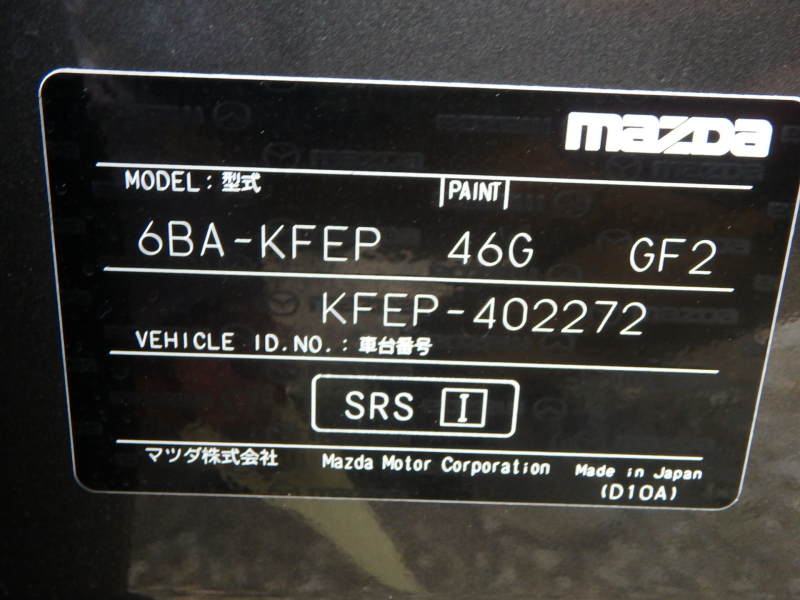 mazda
MODEL : 型式 PAINT
6BA-KFEP 46G GF2
KFEP-402272
VEHICLE ID.NO. : 車台番号
SRS I
マツダ株式会社 Mazda Motor Corporation Made in Japan
(D10A)